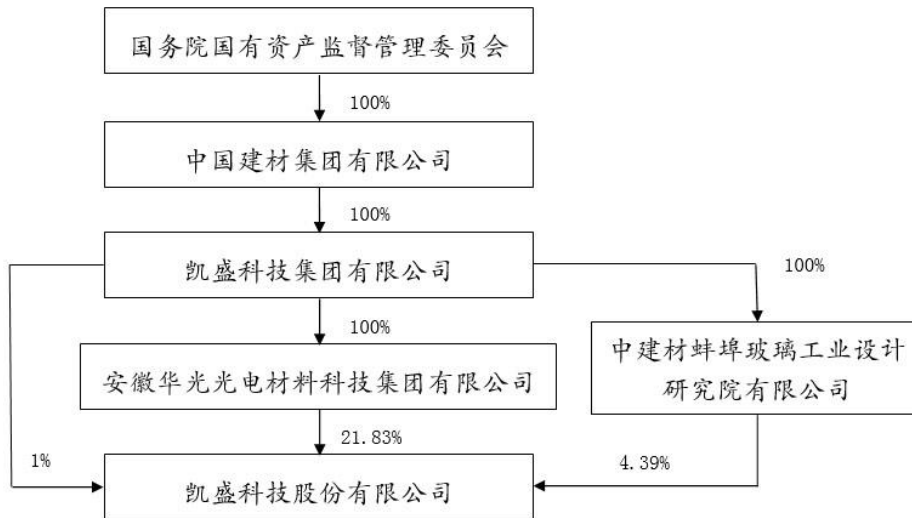 国务院国有资产监督管理委员会
100%
中国建材集团有限公司
100%
凯盛科技集团有限公司
100%
100%
安徽华光光电材料科技集团有限公司
中建材蚌埠玻璃工业设计
研究院有限公司
21.83%
1%
4.39%
凯盛科技股份有限公司